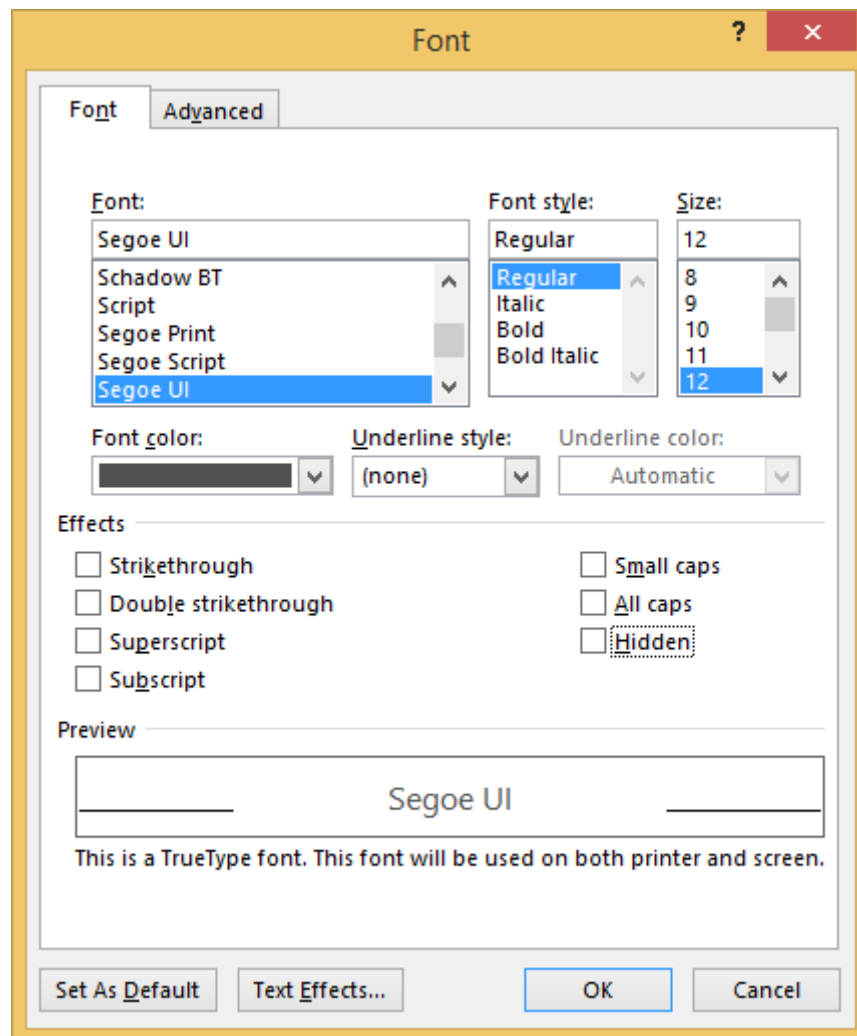 Font ? ×
Font Advanced
Font: Font style: Size:
Segoe UI Regular 12
Schadow BT Regular 8
Script Italic 9
Segoe Print Bold 10
Segoe Script Bold Italic 11
Segoe UI 12
Font color: Underline style: Underline color:
(none) Automatic
Effects
Strikethrough Small caps
Double strikethrough All caps
Superscript Hidden
Subscript
Preview
Segoe UI
This is a TrueType font. This font will be used on both printer and screen.
Set As Default Text Effects... OK Cancel